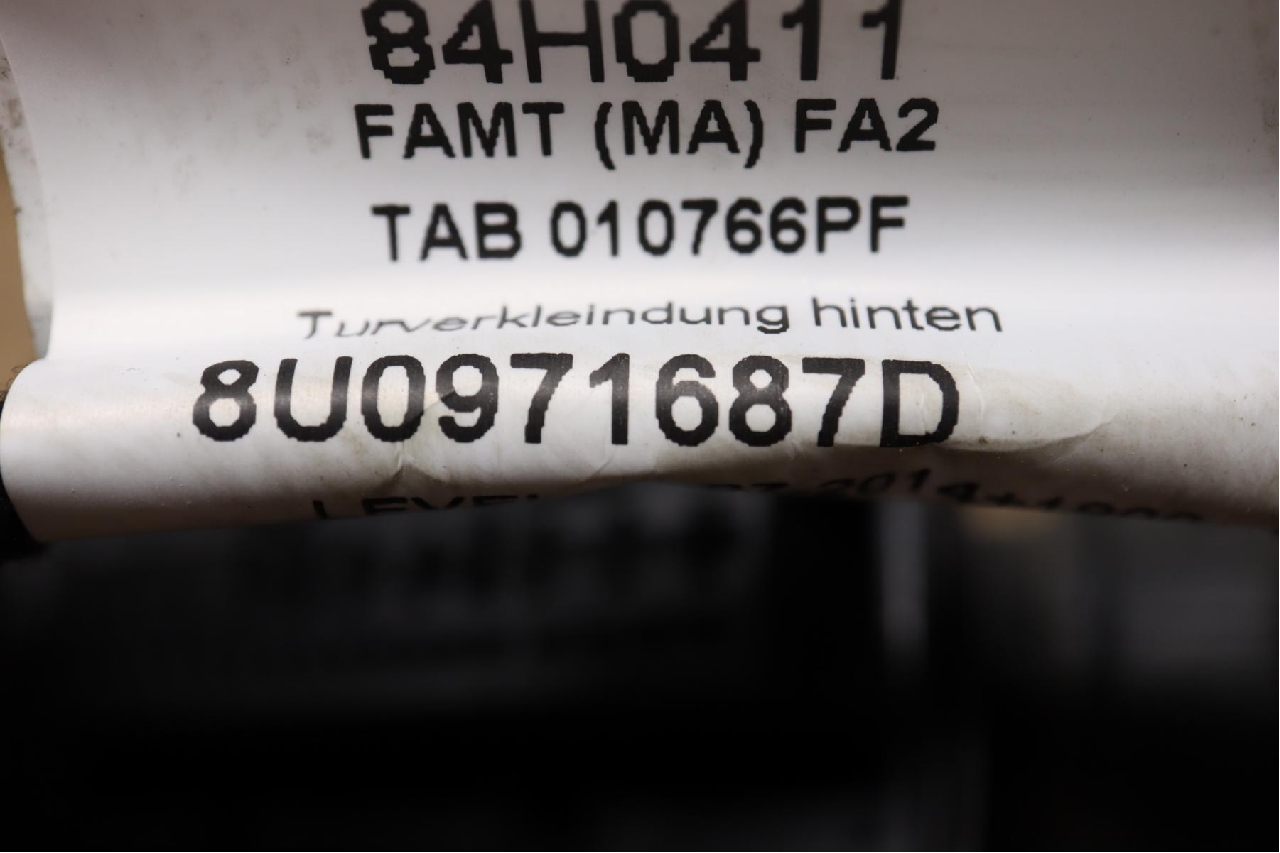 84H0411
FAMT (MA) FA2
TAB 010766PF
Turverkleindung hinten
8U0971687D